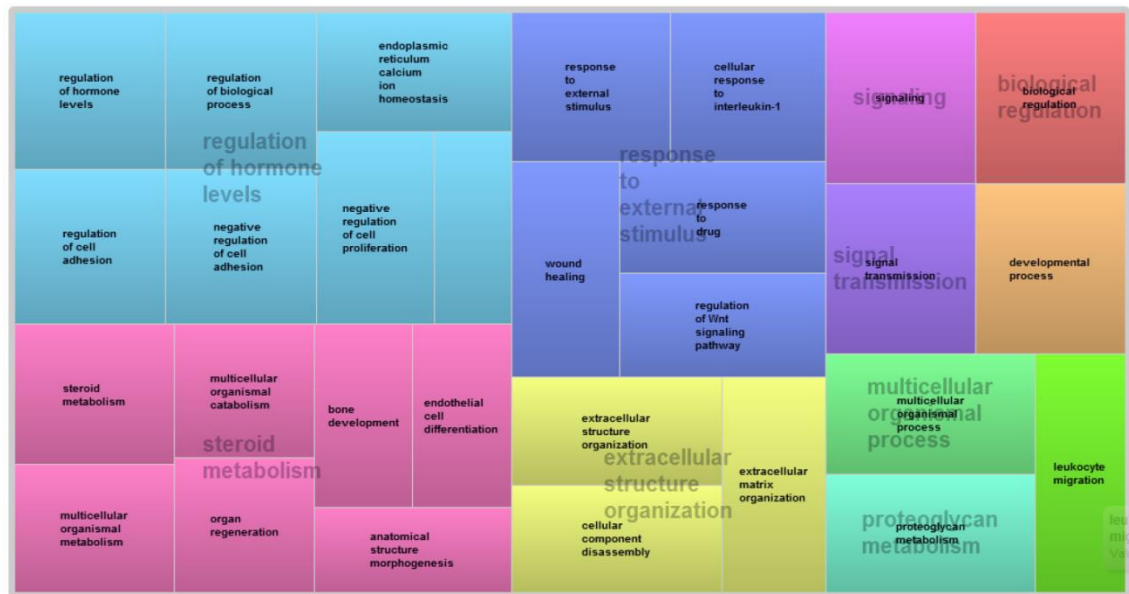 regulation
of hormone
levels
regulation
of biological
process
endoplasmic
reticulum
calcium
ion
homeostasis
regulation
of cell
adhesion
negative
regulation
of cell
adhesion
negative
regulation
of cell
proliferation
regulation
of hormone
levels
response
to
external
stimulus
cellular
response
to
interleukin-1
wound
healing
response
to
drug
regulation
of Wnt
signaling
pathway
response
to
external
stimulus
signaling
signaling
biological
regulation
biological
regulation
signal
transmission
signal
transmission
developmental
process
steroid
metabolism
multicellular
organismal
catabolism
bone
development
endothelial
cell
differentiation
multicellular
organismal
metabolism
organ
regeneration
anatomical
structure
morphogenesis
steroid
metabolism
extracellular
structure
organization
extracellular
matrix
organization
cellular
component
disassembly
extracellular
structure
organization
multicellular
organismal
process
multicellular
organismal
process
leukocyte
migration
proteoglycan
metabolism
proteoglycan
metabolism